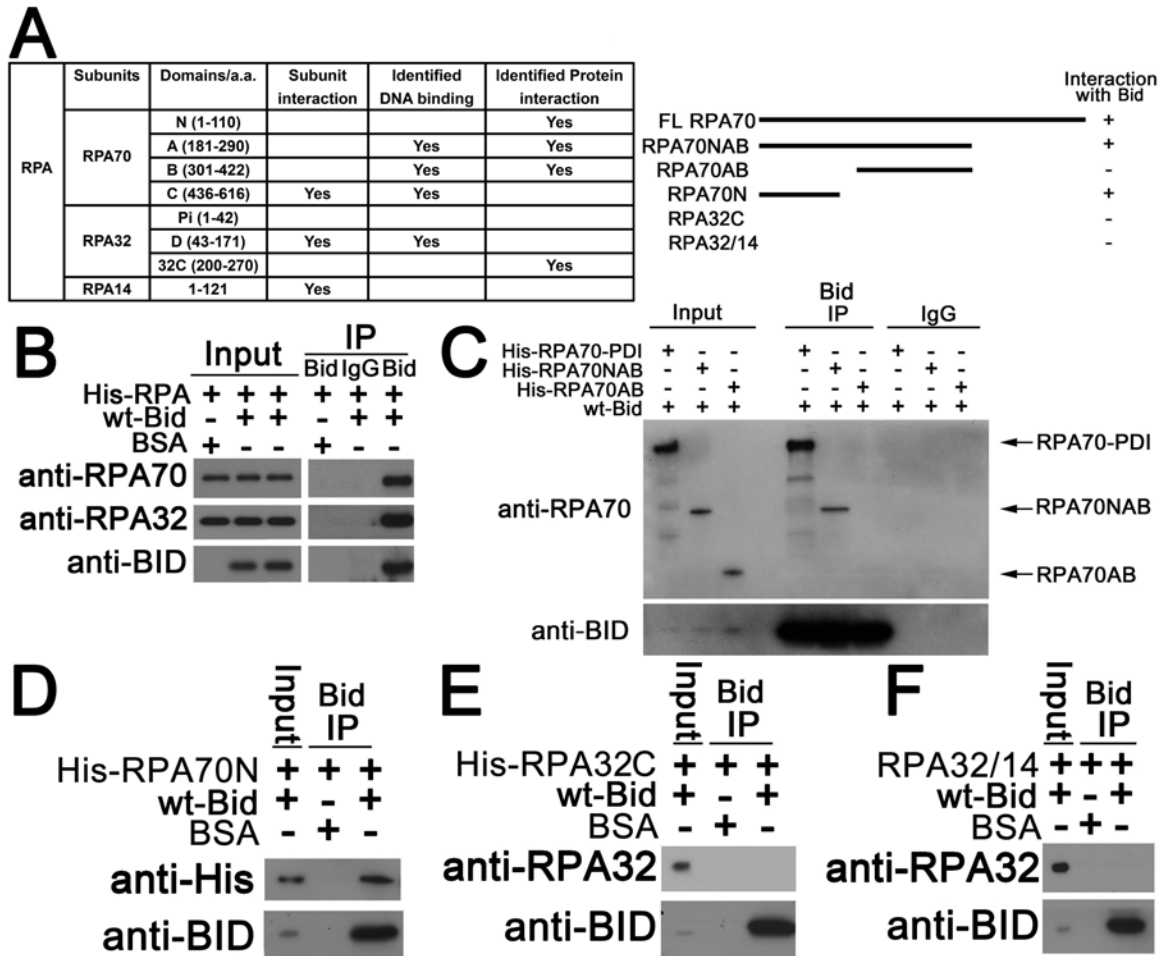 A
Subunits Domains/a.a. Subunit interaction Identified DNA binding Identified Protein interaction
RPA
RPA70
N (1-110) Yes
A (181-290) Yes Yes
B (301-422) Yes Yes
C (436-616) Yes Yes
RPA32
Pi (1-42)
D (43-171) Yes Yes
32C (200-270) Yes
RPA14 1-121 Yes
Interaction
with Bid
FL RPA70 +
RPA70NAB +
RPA70AB -
RPA70N +
RPA32C -
RPA32/14 -
B
Input IP
Bid IgG Bid
His-RPA + + + + + +
wt-Bid - + + - + +
BSA + - - + - -
anti-RPA70
anti-RPA32
anti-BID
C
Input Bid IP IgG
His-RPA70-PDI + - - + - - + - -
His-RPA70NAB - + - - + - - + -
His-RPA70AB - - + - - + - - +
wt-Bid + + + + + + + + +
anti-RPA70
RPA70-PDI
RPA70NAB
RPA70AB
anti-BID
D
Input Bid IP
His-RPA70N + + +
wt-Bid + - +
BSA - + -
anti-His
anti-BID
E
Input Bid IP
His-RPA32C + + +
wt-Bid + - +
BSA - + -
anti-RPA32
anti-BID
F
Input Bid IP
RPA32/14 + + +
wt-Bid + - +
BSA - + -
anti-RPA32
anti-BID